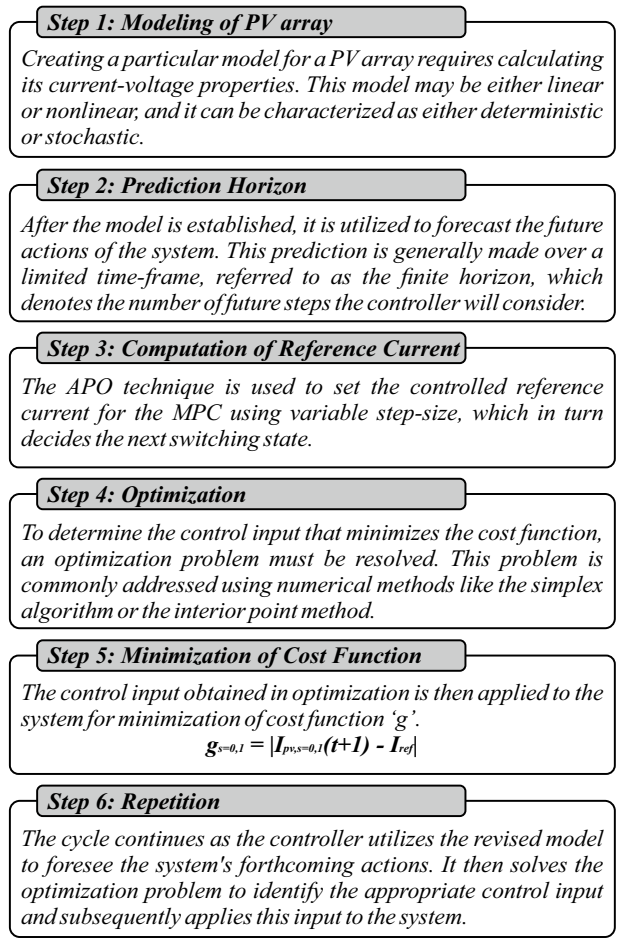 Step 1: Modeling of PV array
Creating a particular model for a PV array requires calculating
its current-voltage properties. This model may be either linear
or nonlinear, and it can be characterized as either deterministic
or stochastic.
Step 2: Prediction Horizon
After the model is established, it is utilized to forecast the future
actions of the system. This prediction is generally made over a
limited time-frame, referred to as the finite horizon, which
denotes the number of future steps the controller will consider.
Step 3: Computation of Reference Current
The APO technique is used to set the controlled reference
current for the MPC using variable step-size, which in turn
decides the next switching state.
Step 4: Optimization
To determine the control input that minimizes the cost function,
an optimization problem must be resolved. This problem is
commonly addressed using numerical methods like the simplex
algorithm or the interior point method.
Step 5: Minimization of Cost Function
The control input obtained in optimization is then applied to the
system for minimization of cost function ‘g’.
g_{s=0,1} = |I_{pv,s=0,1}(t+1) - I_{ref}|
Step 6: Repetition
The cycle continues as the controller utilizes the revised model
to foresee the system's forthcoming actions. It then solves the
optimization problem to identify the appropriate control input
and subsequently applies this input to the system.